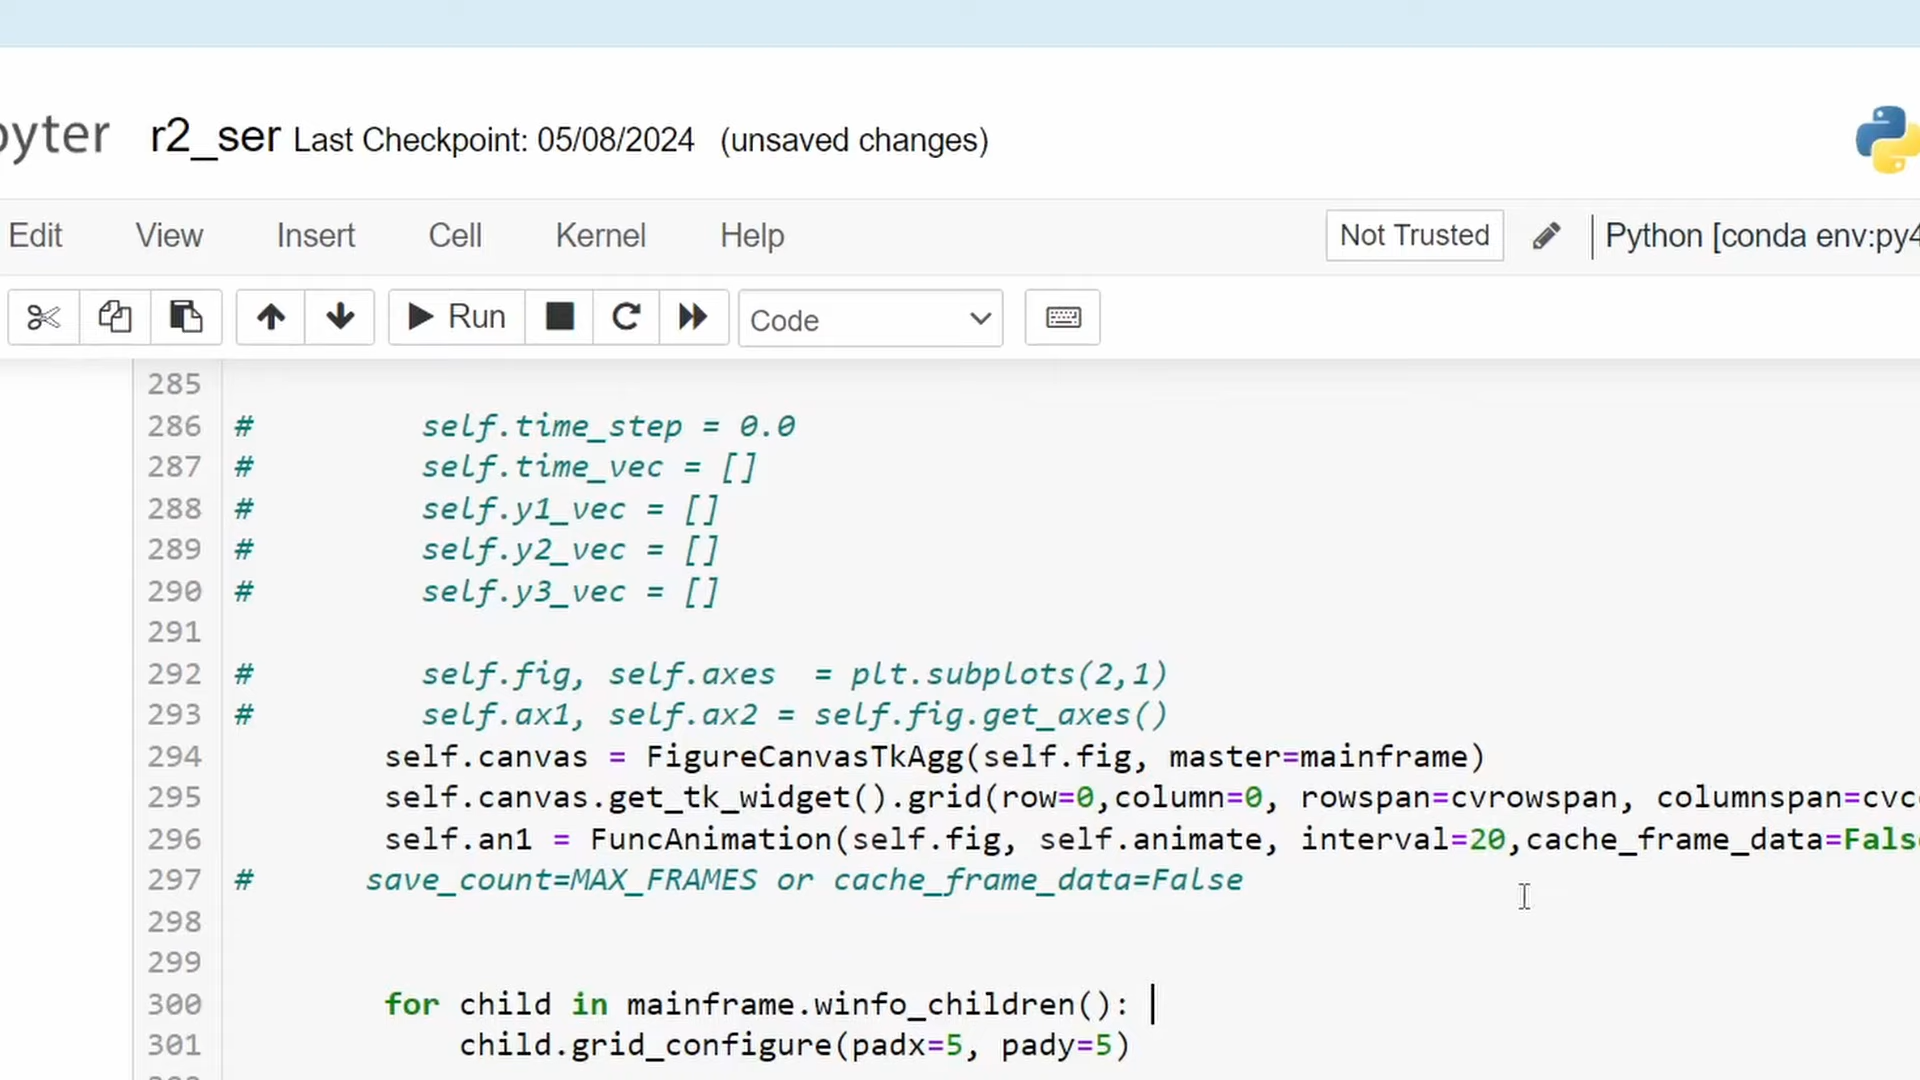 pyter r2_ser Last Checkpoint: 05/08/2024 (unsaved changes)
Edit View Insert Cell Kernel Help Not Trusted Python [conda env:py4
Run Code
285
286 # self.time_step = 0.0
287 # self.time_vec = []
288 # self.y1_vec = []
289 # self.y2_vec = []
290 # self.y3_vec = []
291
292 # self.fig, self.axes  = plt.subplots(2,1)
293 # self.ax1, self.ax2 = self.fig.get_axes()
294 self.canvas = FigureCanvasTkAgg(self.fig, master=mainframe)
295 self.canvas.get_tk_widget().grid(row=0,column=0, rowspan=cvrowspan, columnspan=cvc
296 self.an1 = FuncAnimation(self.fig, self.animate, interval=20,cache_frame_data=False
297 # save_count=MAX_FRAMES or cache_frame_data=False
298
299
300 for child in mainframe.winfo_children():
301 child.grid_configure(padx=5, pady=5)